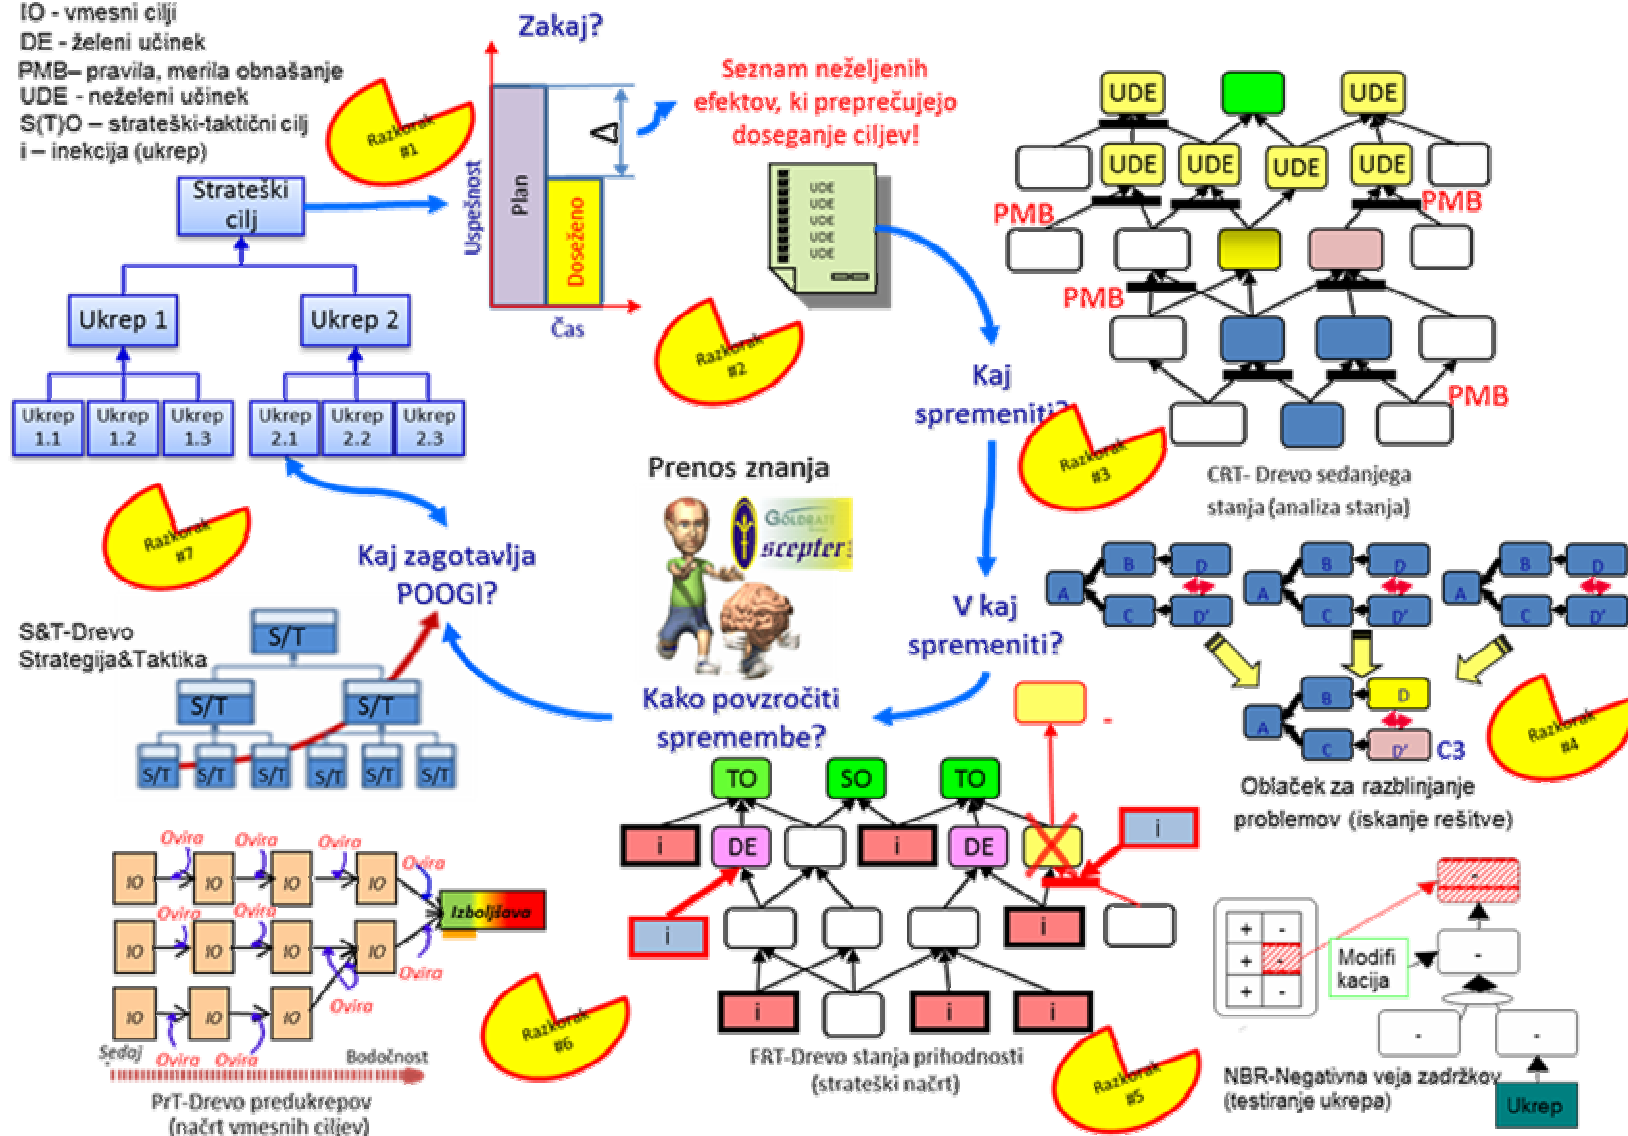 IO - vmesni cilji
DE - želeni učinek
PMB– pravila, merila obnašanje
UDE - neželeni učinek
S(T)O – strateški-taktični cilj
i – inekcija (ukrep)
Razkorak
#1
Strateški
cilj
Ukrep 1
Ukrep 2
Ukrep
1.1
Ukrep
1.2
Ukrep
1.3
Ukrep
2.1
Ukrep
2.2
Ukrep
2.3
Zakaj?
Uspešnost
Plan
Doseženo
Δ
Čas
Seznam neželjenih
efektov, ki preprečujejo
doseganje ciljev!
UDE
UDE
UDE
UDE
UDE
Razkorak
#2
Kaj
spremeniti?
Razkorak
#3
UDE
UDE
UDE
UDE
UDE
UDE
PMB
PMB
PMB
PMB
CRT- Drevo sedanjega
stanja (analiza stanja)
Prenos znanja
GOLDRATT
scepter
V kaj
spremeniti?
A
B
C
D
D'
A
B
C
D
D'
A
B
C
D
D'
A
B
C
D
D'
C3
Razkorak
#4
Oblaček za razblinjanje
problemov (iskanje rešitve)
Kako povzročiti
spremembe?
TO
SO
TO
i
DE
i
DE
i
i
i
i
i
i
-
FRT-Drevo stanja prihodnosti
(strateški načrt)
Razkorak
#5
+ -
+ -
+ -
Modifi
kacija
-
-
-
-
Ukrep
NBR-Negativna veja zadržkov
(testiranje ukrepa)
Razkorak
#7
Kaj zagotavlja
POOGI?
S&T-Drevo
Strategija&Taktika
S/T
S/T
S/T
S/T
S/T
S/T
S/T
S/T
S/T
Ovira
Ovira
Ovira
Ovira
IO
IO
IO
IO
Izboljšava
Ovira
Ovira
IO
IO
IO
IO
Ovira
Ovira
IO
IO
IO
Sedaj
Ovira
Ovira
Bodočnost
PrT-Drevo predukrepov
(načrt vmesnih ciljev)
Razkorak
#6